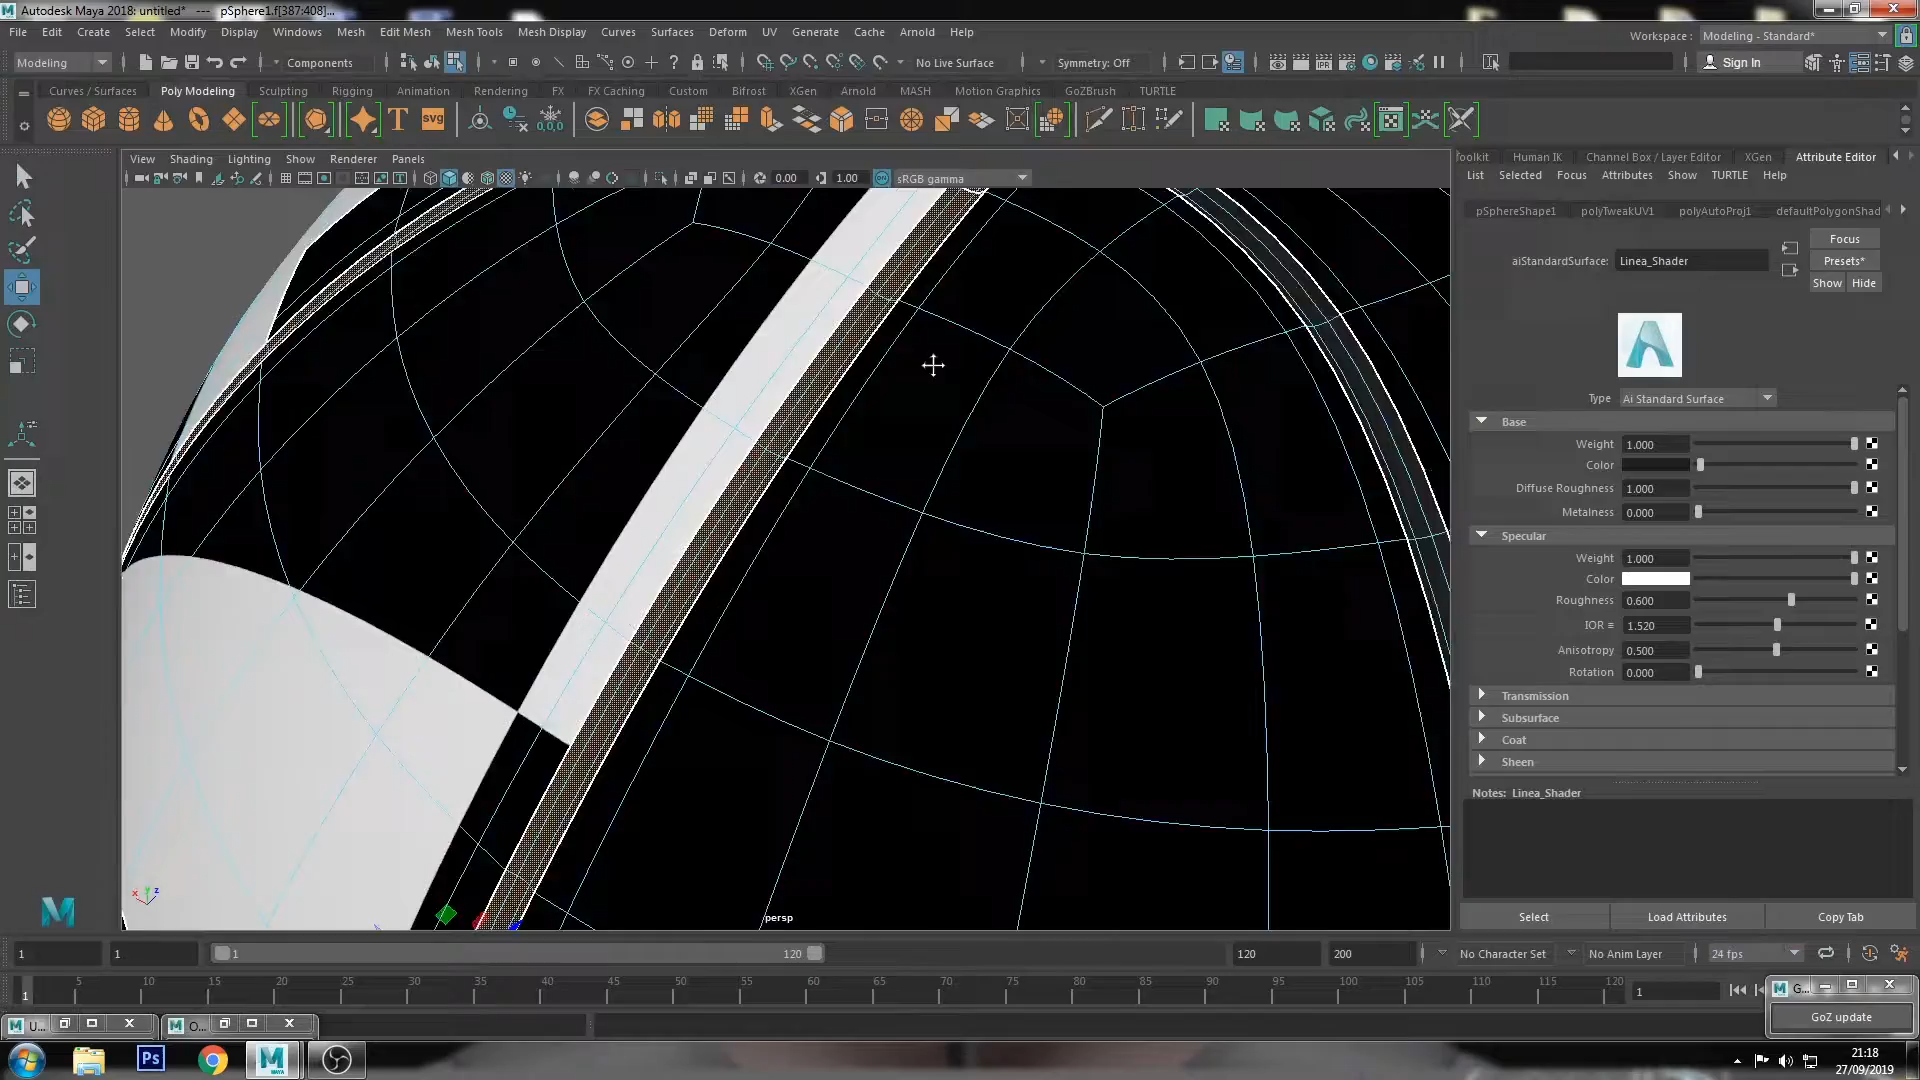 Autodesk Maya 2018: untitled*   ---   pSphere1.f[387:408]...
File Edit Create Select Modify Display Windows Mesh Edit Mesh Mesh Tools Mesh Display Curves Surfaces Deform UV Generate Cache Arnold Help
Workspace : Modeling - Standard*
Modeling Components No Live Surface Symmetry: Off Sign In
Curves / Surfaces Poly Modeling Sculpting Rigging Animation Rendering FX FX Caching Custom Bifrost XGen Arnold MASH Motion Graphics GoZBrush TURTLE
T SVG 0,0,0
View Shading Lighting Show Renderer Panels
0.00 1.00 sRGB gamma
oolkit Human IK Channel Box / Layer Editor XGen Attribute Editor
List Selected Focus Attributes Show TURTLE Help
pSphereShape1 polyTweakUV1 polyAutoProj1 defaultPolygonShad
Focus
aiStandardSurface: Linea_Shader Presets*
Show Hide
Type Ai Standard Surface
Base
Weight 1.000
Color
Diffuse Roughness 1.000
Metalness 0.000
Specular
Weight 1.000
Color
Roughness 0.600
IOR 1.520
Anisotropy 0.500
Rotation 0.000
Transmission
Subsurface
Coat
Sheen
Notes: Linea_Shader
Select Load Attributes Copy Tab
x y z
persp
1 1 1 120 120 200 No Character Set No Anim Layer 24 fps
1 5 10 15 20 25 30 35 40 45 50 55 60 65 70 75 80 85 90 95 100 105 110 115 120 1
G...
GoZ update
U... O...
Ps MAYA
21:18
27/09/2019